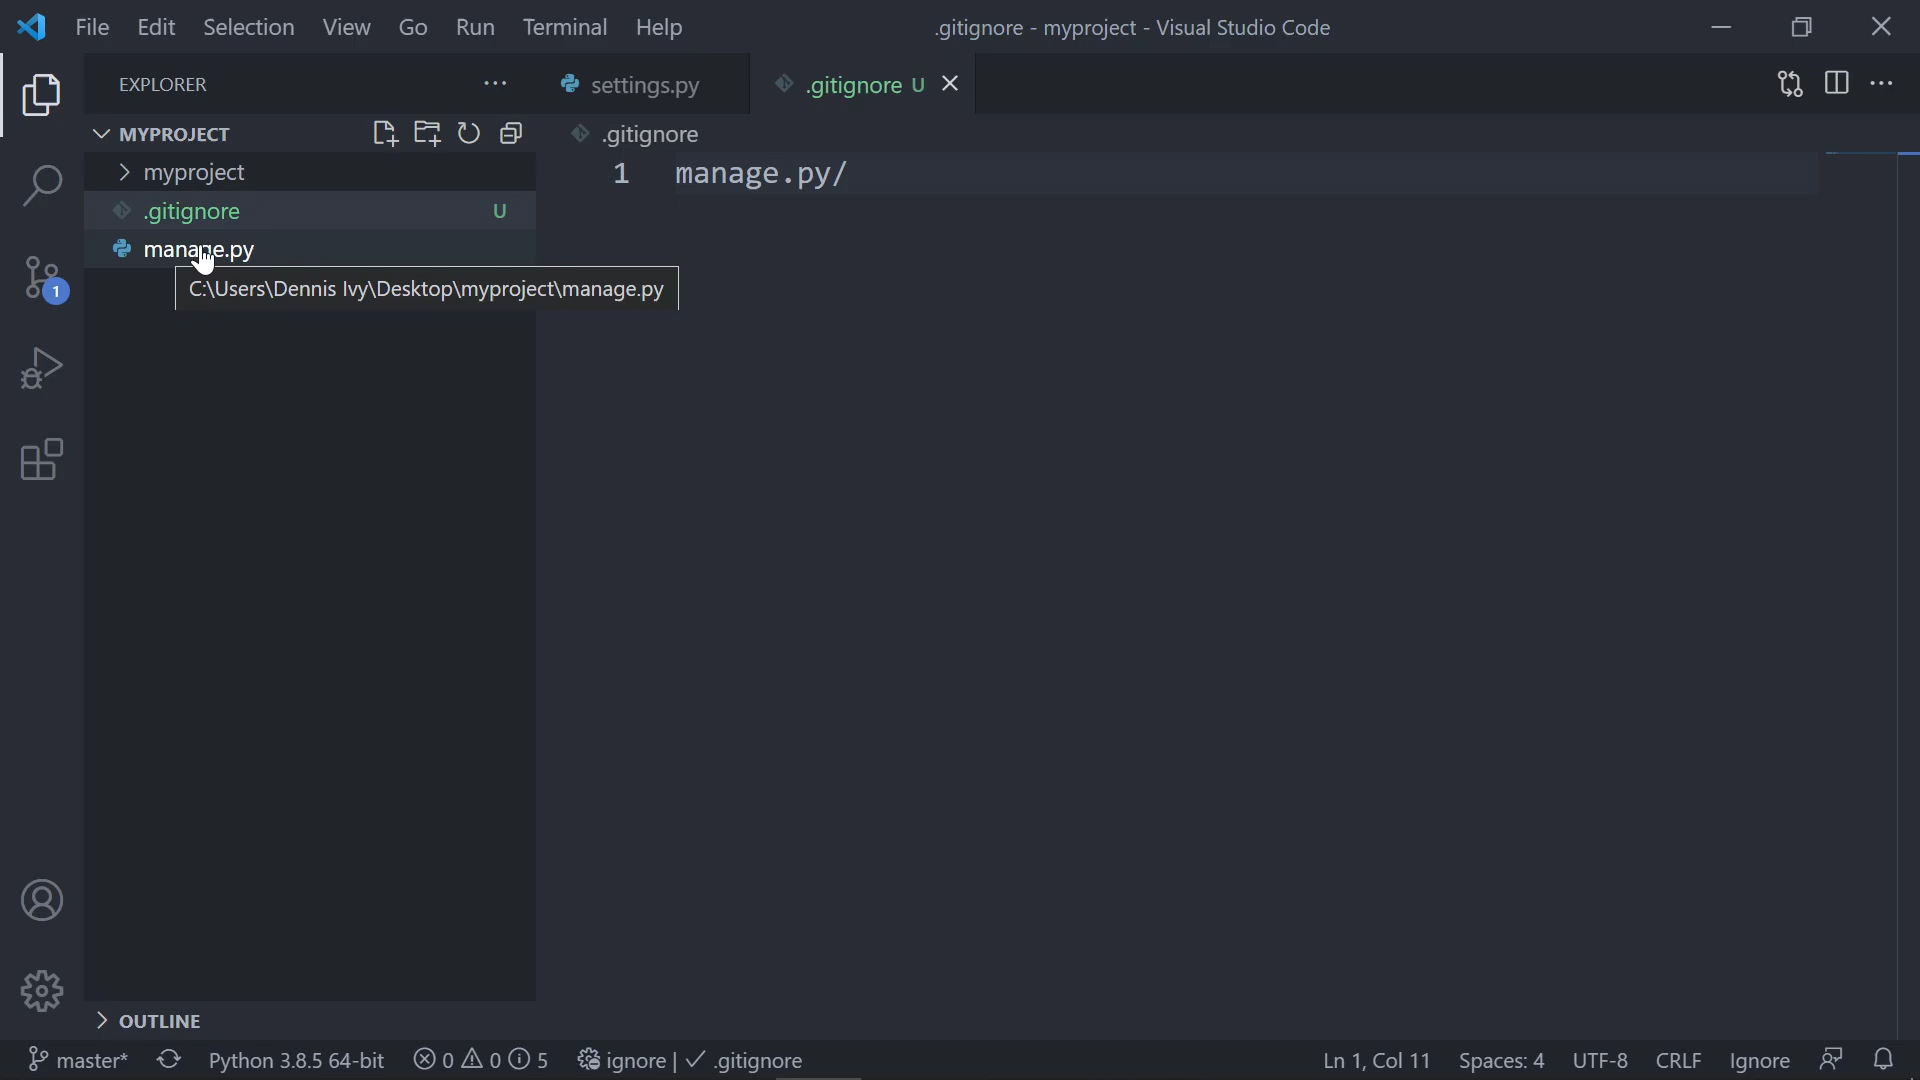 File Edit Selection View Go Run Terminal Help
.gitignore - myproject - Visual Studio Code
EXPLORER
settings.py
.gitignore U
MYPROJECT
.gitignore
myproject
1 manage.py/
.gitignore U
manage.py
C:\Users\Dennis Ivy\Desktop\myproject\manage.py
1
OUTLINE
master* Python 3.8.5 64-bit 0 0 5 ignore | .gitignore
Ln 1, Col 11 Spaces: 4 UTF-8 CRLF Ignore